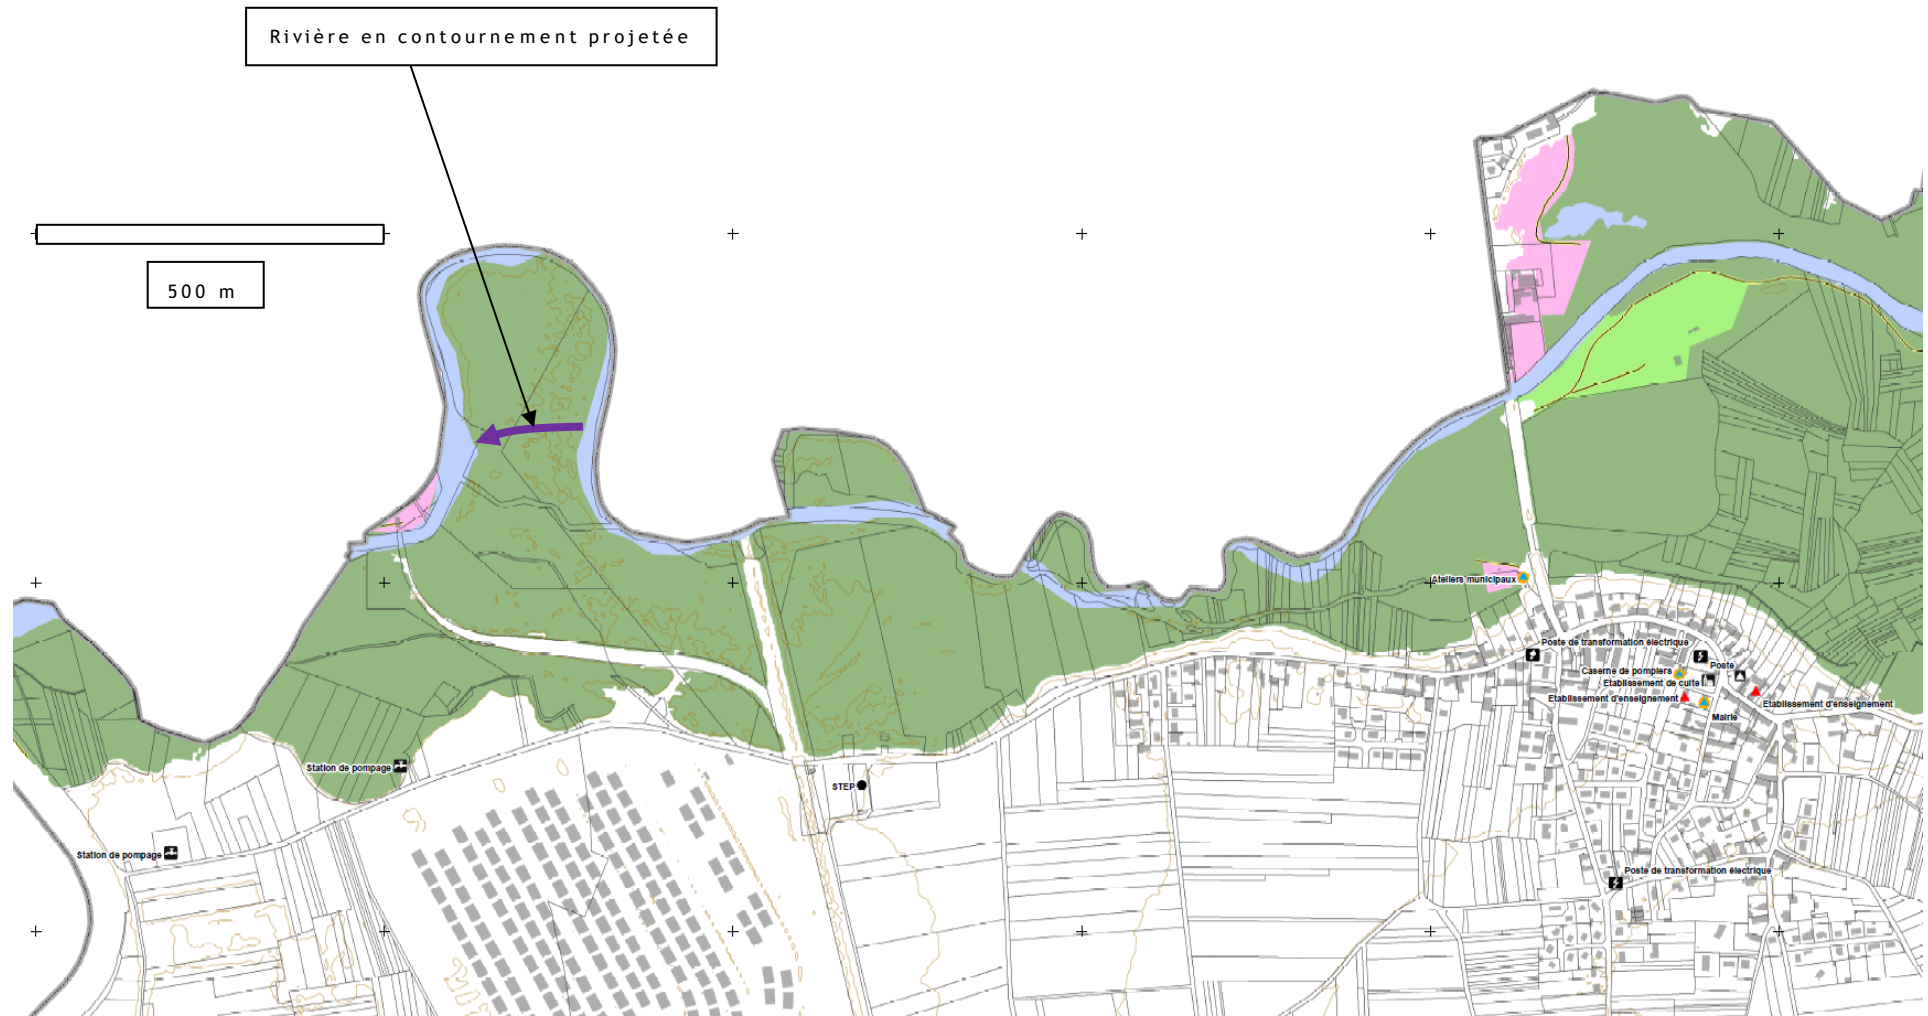 Rivière en contournement projetée
500 m
Ateliers municipaux
Poste de transformation électrique
Poste
Caserne de pompiers
Etablissement de culte
Etablissement d'enseignement
Etablissement d'enseignement
Mairie
Station de pompage
STEP
Station de pompage
Poste de transformation électrique